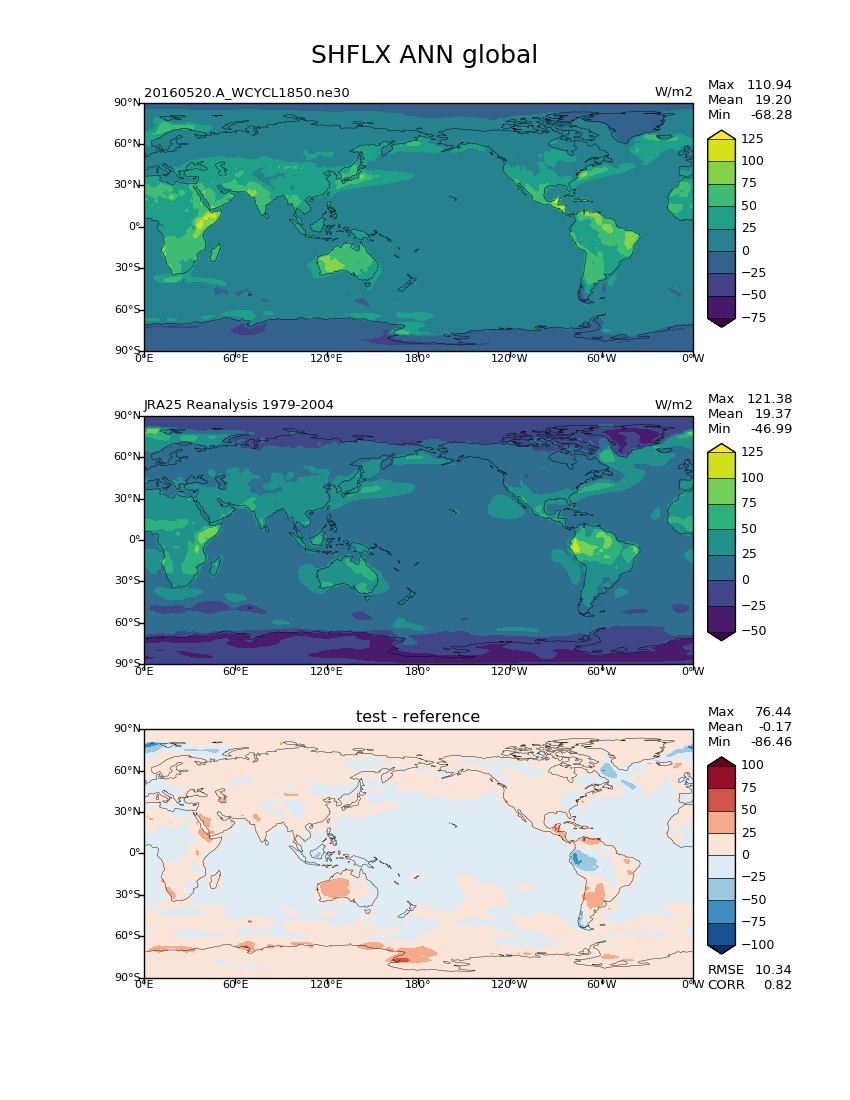 SHFLX ANN global
20160520.A_WCYCL1850.ne30 W/m2
Max 110.94
Mean 19.20
Min -68.28
90°N
60°N
30°N
0°
30°S
60°S
90°S
0°E 60°E 120°E 180° 120°W 60°W 0°W
125
100
75
50
25
0
−25
−50
−75
JRA25 Reanalysis 1979-2004 W/m2
Max 121.38
Mean 19.37
Min -46.99
90°N
60°N
30°N
0°
30°S
60°S
90°S
0°E 60°E 120°E 180° 120°W 60°W 0°W
125
100
75
50
25
0
−25
−50
test - reference
Max 76.44
Mean -0.17
Min -86.46
90°N
60°N
30°N
0°
30°S
60°S
90°S
0°E 60°E 120°E 180° 120°W 60°W 0°W
100
75
50
25
0
−25
−50
−75
−100
RMSE 10.34
CORR 0.82